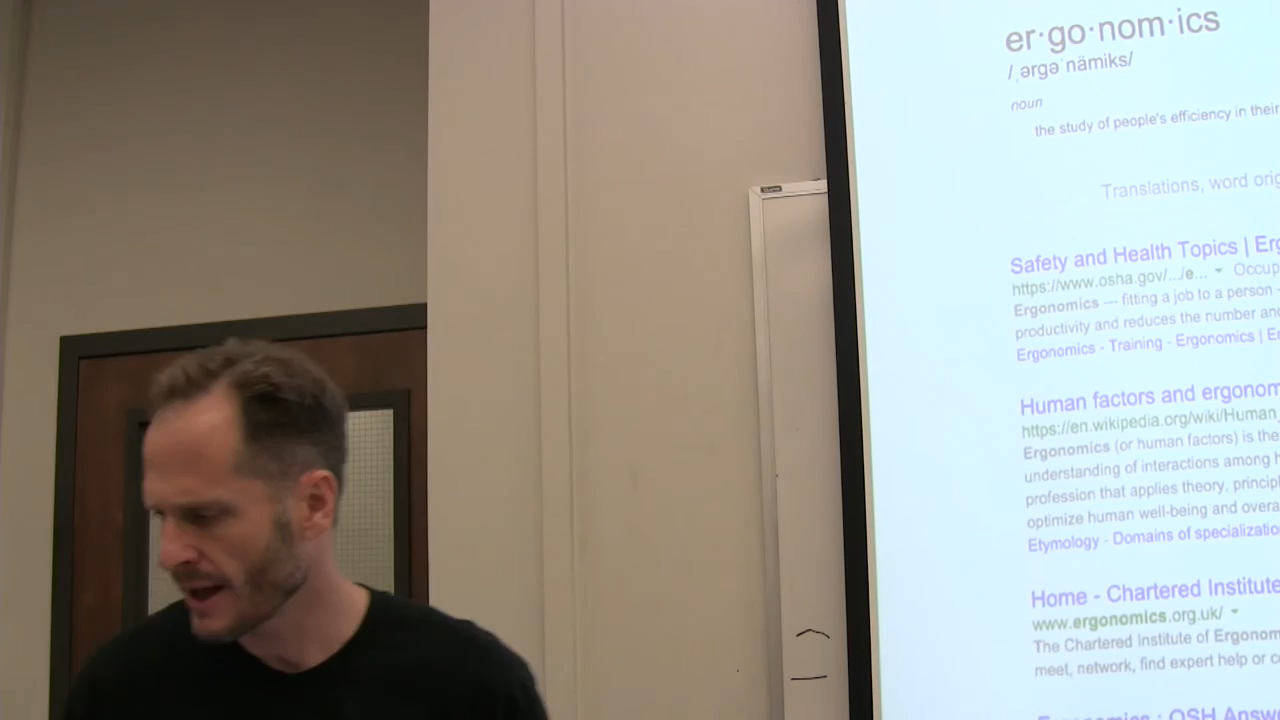 er·go·nom·ics
/ˌərɡəˈnämiks/
noun
the study of people's efficiency in their
Translations, word orig
Safety and Health Topics | Erg
https://www.osha.gov/.../e... Occup
Ergonomics — fitting a job to a person -
productivity and reduces the number and
Ergonomics - Training - Ergonomics | E
Human factors and ergonom
https://en.wikipedia.org/wiki/Human
Ergonomics (or human factors) is the
understanding of interactions among h
profession that applies theory, principl
optimize human well-being and overa
Etymology - Domains of specializatio
Home - Chartered Institute
www.ergonomics.org.uk/
The Chartered Institute of Ergonom
meet, network, find expert help or c
Ergonomics : OSH Answ